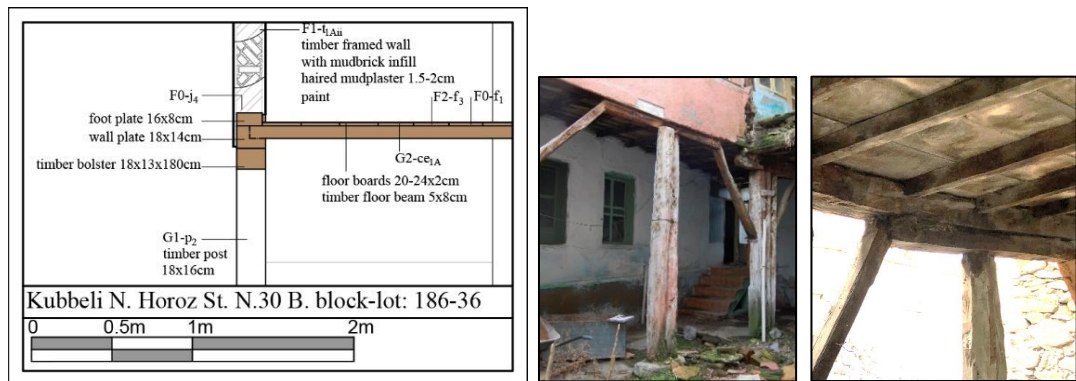 F1-t1Aii
timber framed wall
with mudbrick infill
haired mudplaster 1.5-2cm
paint
F0-j4
F2-f3
F0-f1
foot plate 16x8cm
wall plate 18x14cm
timber bolster 18x13x180cm
G2-ce1A
floor boards 20-24x2cm
timber floor beam 5x8cm
G1-p2
timber post
18x16cm
Kubbeli N. Horoz St. N.30 B. block-lot: 186-36
0 0.5m 1m 2m